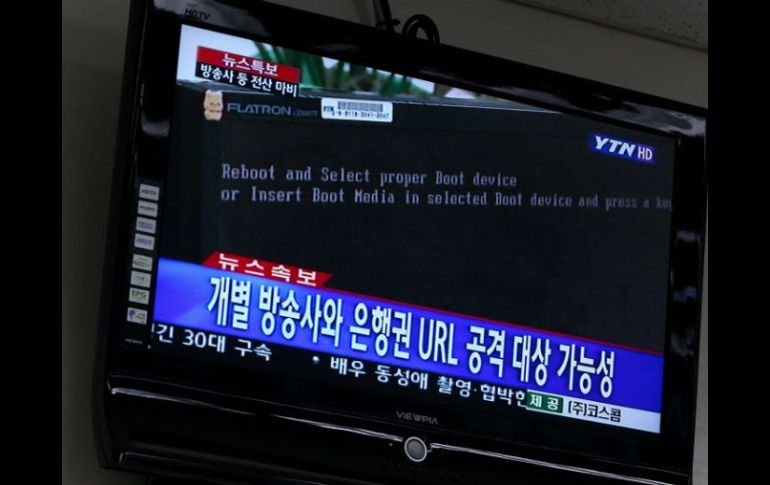 HDTV
뉴스특보
방송사 등 전산 마비
FLATRON
YTN HD
Reboot and Select proper Boot device
or Insert Boot Media in selected Boot device and press a key
뉴스속보
개별 방송사와 은행권 URL 공격 대상 가능성
긴 30대 구속 • 배우 동성애 촬영·협박한
제공 (주)코스콤
VIEWPIA